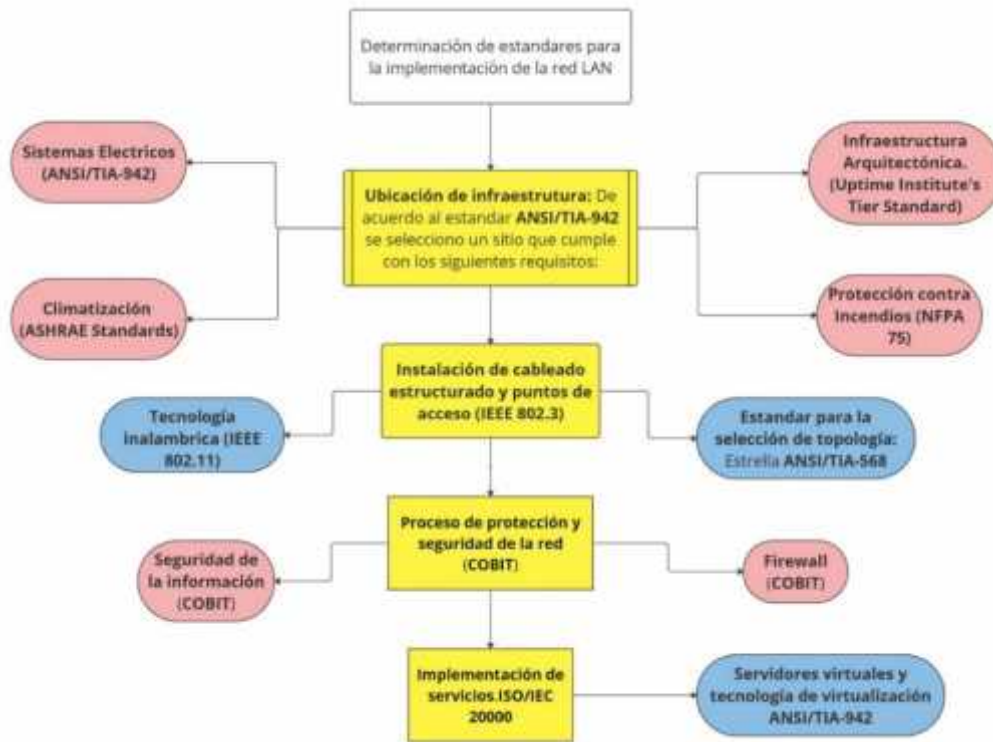 Determinación de estandares para
la implementación de la red LAN
Sistemas Electricos
(ANSI/TIA-942)
Infraestructura
Arquitectónica.
(Uptime Institute's
Tier Standard)
Ubicación de infraestrutura: De
acuerdo al estandar ANSI/TIA-942
se selecciono un sitio que cumple
con los siguientes requisitos:
Climatización
(ASHRAE Standards)
Protección contra
Incendios (NFPA
75)
Instalación de cableado
estructurado y puntos de
acceso (IEEE 802.3)
Tecnología
inalambrica (IEEE
802.11)
Estandar para la
selección de topología:
Estrella ANSI/TIA-568
Proceso de protección y
seguridad de la red
(COBIT)
Seguridad de
la información
(COBIT)
Firewall
(COBIT)
Implementación de
servicios.ISO/IEC
20000
Servidores virtuales y
tecnología de virtualización
ANSI/TIA-942